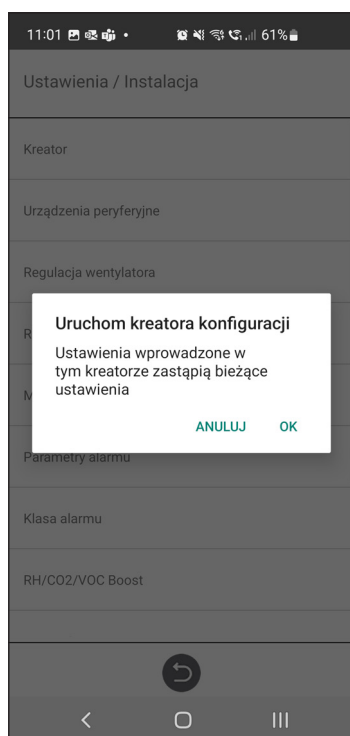 11:01
61%
Ustawienia / Instalacja
Kreator
Urządzenia peryferyjne
Regulacja wentylatora
R
Uruchom kreatora konfiguracji
Ustawienia wprowadzone w
tym kreatorze zastąpią bieżące
ustawienia
M
ANULUJ OK
Parametry alarmu
Klasa alarmu
RH/CO2/VOC Boost